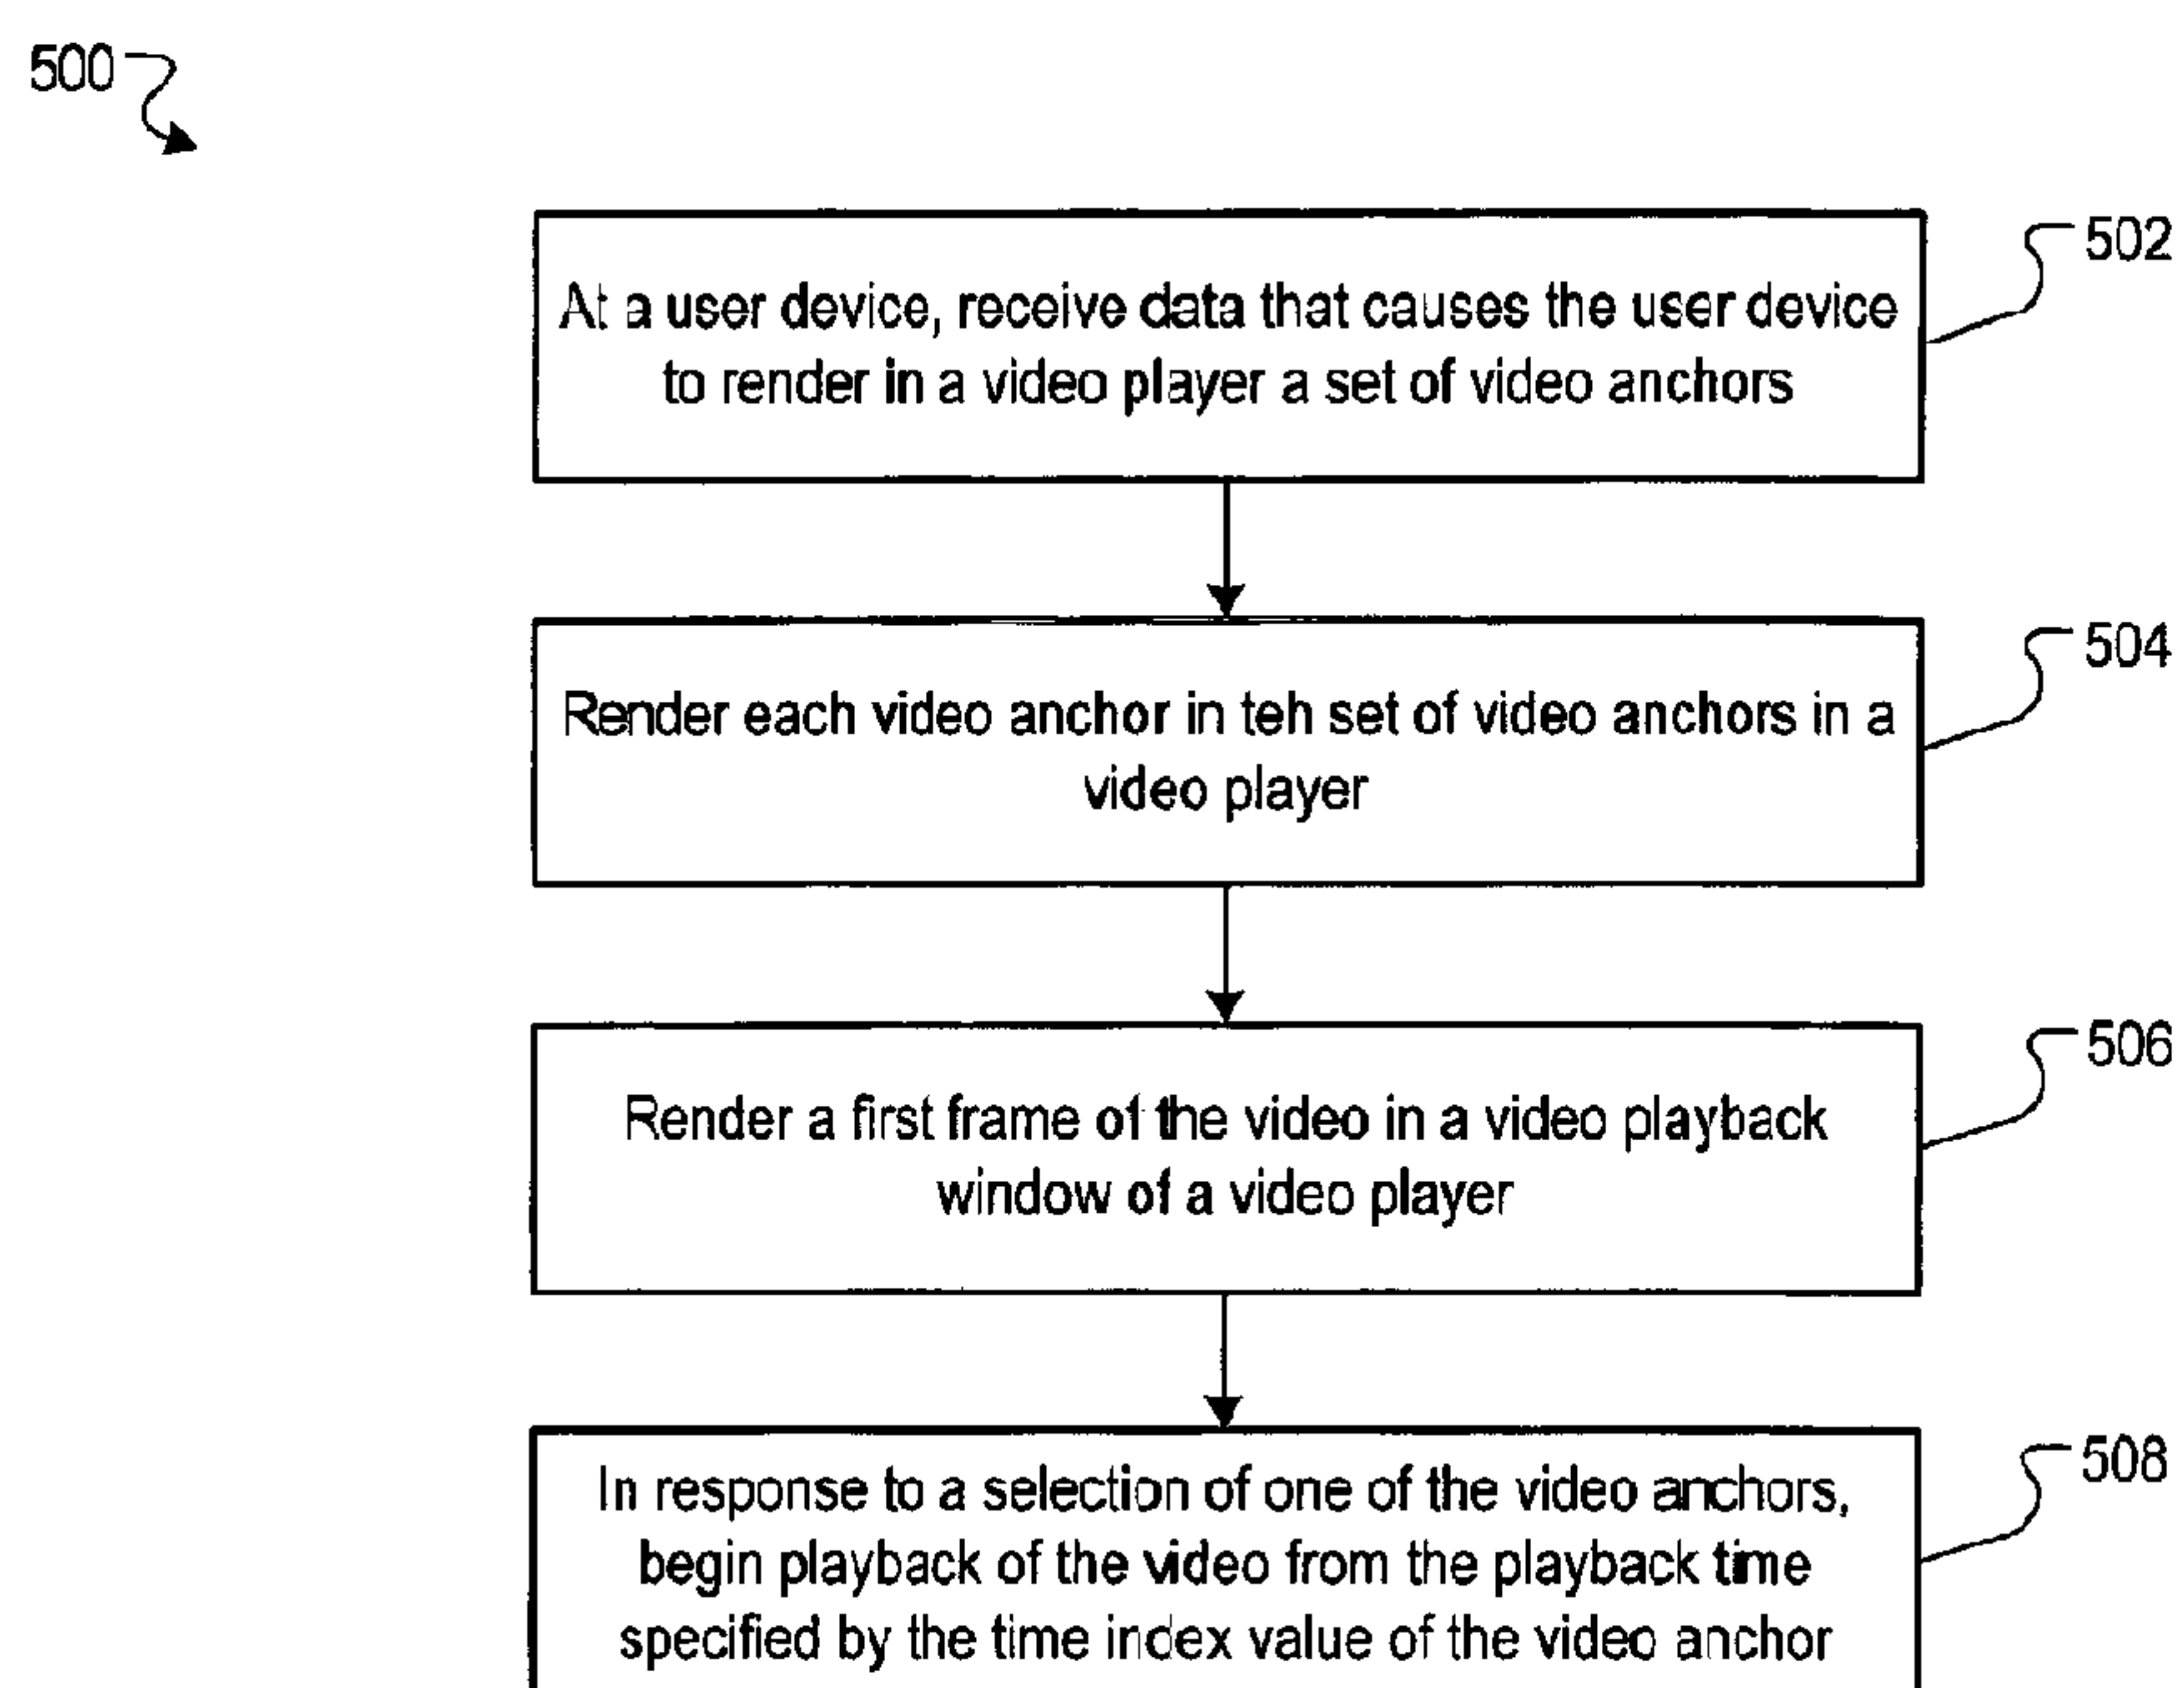 500
502
At a user device, receive data that causes the user device
to render in a video player a set of video anchors
504
Render each video anchor in teh set of video anchors in a
video player
506
Render a first frame of the video in a video playback
window of a video player
508
In response to a selection of one of the video anchors,
begin playback of the video from the playback time
specified by the time index value of the video anchor